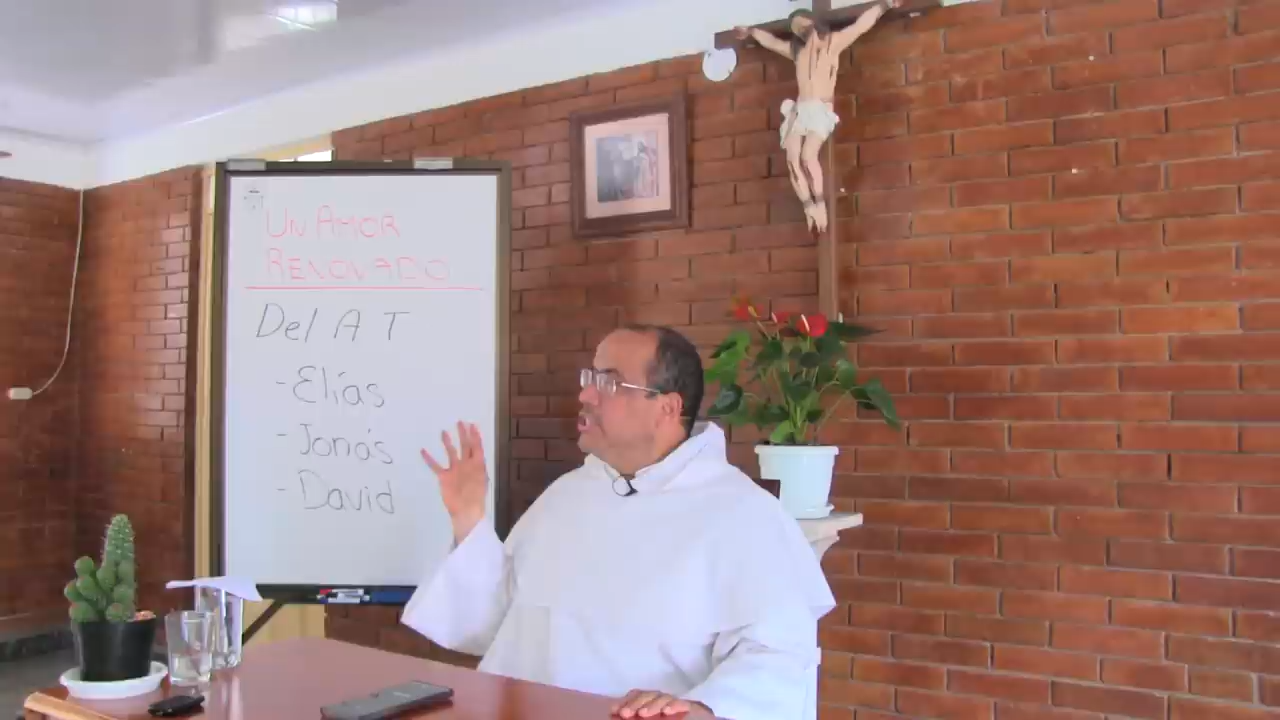 UN AMOR
RENOVADO
Del A T
- Elías
- Jonás
- David